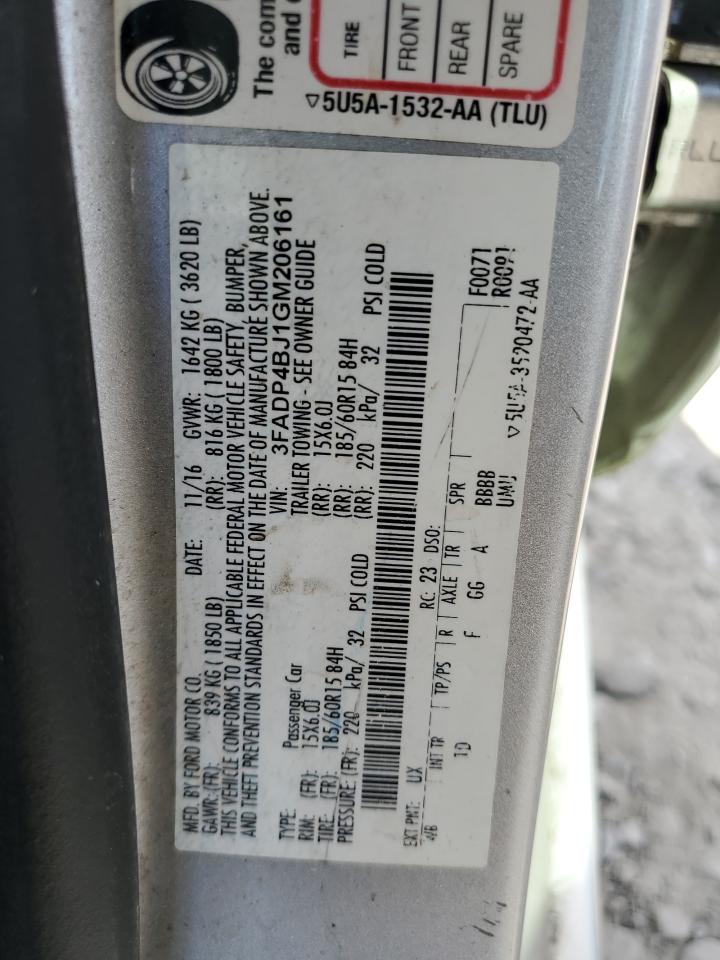 The com
and c
TIRE
FRONT
REAR
SPARE
▽5U5A-1532-AA (TLU)
MFD. BY FORD MOTOR CO. DATE: 11/16 GVWR: 1642 KG ( 3620 LB)
GAWR: (FR): 839 KG ( 1850 LB) (RR): 816 KG ( 1800 LB)
THIS VEHICLE CONFORMS TO ALL APPLICABLE FEDERAL MOTOR VEHICLE SAFETY, BUMPER,
AND THEFT PREVENTION STANDARDS IN EFFECT ON THE DATE OF MANUFACTURE SHOWN ABOVE.
VIN: 3FADP4BJ1GM206161
TYPE: Passenger Car TRAILER TOWING - SEE OWNER GUIDE
RIM: (FR): 15X6.0J (RR): 15X6.0J
TIRE: (FR): 185/60R15 84H (RR): 185/60R15 84H
PRESSURE: (FR): 220 kPa/ 32 PSI COLD (RR): 220 kPa/ 32 PSI COLD
EXT PNT: UX RC: 23 DSO: F0071
R0091
WB INT TR TP/PS R AXLE TR SPR
1D F GG A BBBB
UMU
▽5U5A-3520472-AA